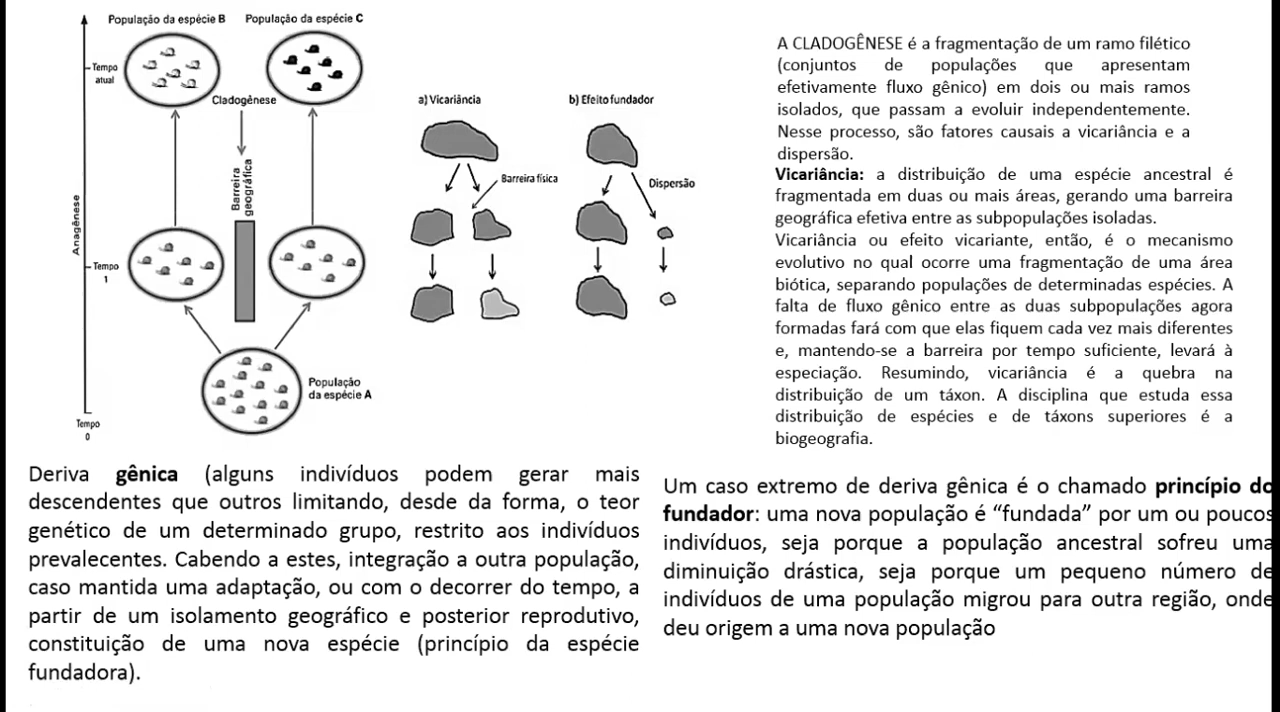 População da espécie B
População da espécie C
Tempo
atual
Cladogênese
Barreira
geográfica
Anagênese
Tempo
1
População
da espécie A
Tempo
0
a) Vicariância
Barreira física
b) Efeito fundador
Dispersão
A CLADOGÊNESE é a fragmentação de um ramo filético
(conjuntos de populações que apresentam
efetivamente fluxo gênico) em dois ou mais ramos
isolados, que passam a evoluir independentemente.
Nesse processo, são fatores causais a vicariância e a
dispersão.
Vicariância: a distribuição de uma espécie ancestral é
fragmentada em duas ou mais áreas, gerando uma barreira
geográfica efetiva entre as subpopulações isoladas.
Vicariância ou efeito vicariante, então, é o mecanismo
evolutivo no qual ocorre uma fragmentação de uma área
biótica, separando populações de determinadas espécies. A
falta de fluxo gênico entre as duas subpopulações agora
formadas fará com que elas fiquem cada vez mais diferentes
e, mantendo-se a barreira por tempo suficiente, levará à
especiação. Resumindo, vicariância é a quebra na
distribuição de um táxon. A disciplina que estuda essa
distribuição de espécies e de táxons superiores é a
biogeografia.
Deriva gênica (alguns indivíduos podem gerar mais
descendentes que outros limitando, desde da forma, o teor
genético de um determinado grupo, restrito aos indivíduos
prevalecentes. Cabendo a estes, integração a outra população,
caso mantida uma adaptação, ou com o decorrer do tempo, a
partir de um isolamento geográfico e posterior reprodutivo,
constituição de uma nova espécie (princípio da espécie
fundadora).
Um caso extremo de deriva gênica é o chamado princípio do
fundador: uma nova população é “fundada” por um ou poucos
indivíduos, seja porque a população ancestral sofreu uma
diminuição drástica, seja porque um pequeno número de
indivíduos de uma população migrou para outra região, onde
deu origem a uma nova população